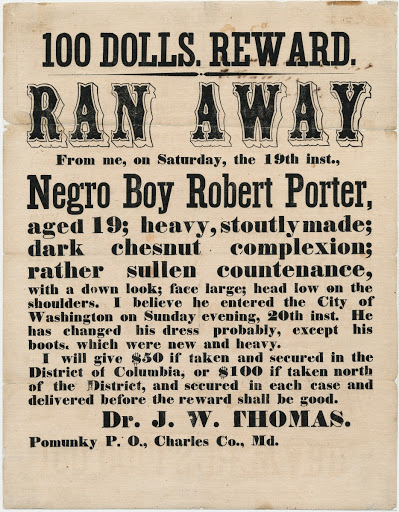 100 DOLLS. REWARD.
RAN AWAY
From me, on Saturday, the 19th inst.,
Negro Boy Robert Porter,
aged 19; heavy, stoutly made;
dark chesnut complexion;
rather sullen countenance,
with a down look; face large; head low on the
shoulders. I believe he entered the City of
Washington on Sunday evening, 20th inst. He
has changed his dress probably, except his
boots, which were new and heavy.
I will give $50 if taken and secured in the
District of Columbia, or $100 if taken north
of the District, and secured in each case and
delivered before the reward shall be good.
Dr. J. W. THOMAS.
Pomunky P. O., Charles Co., Md.